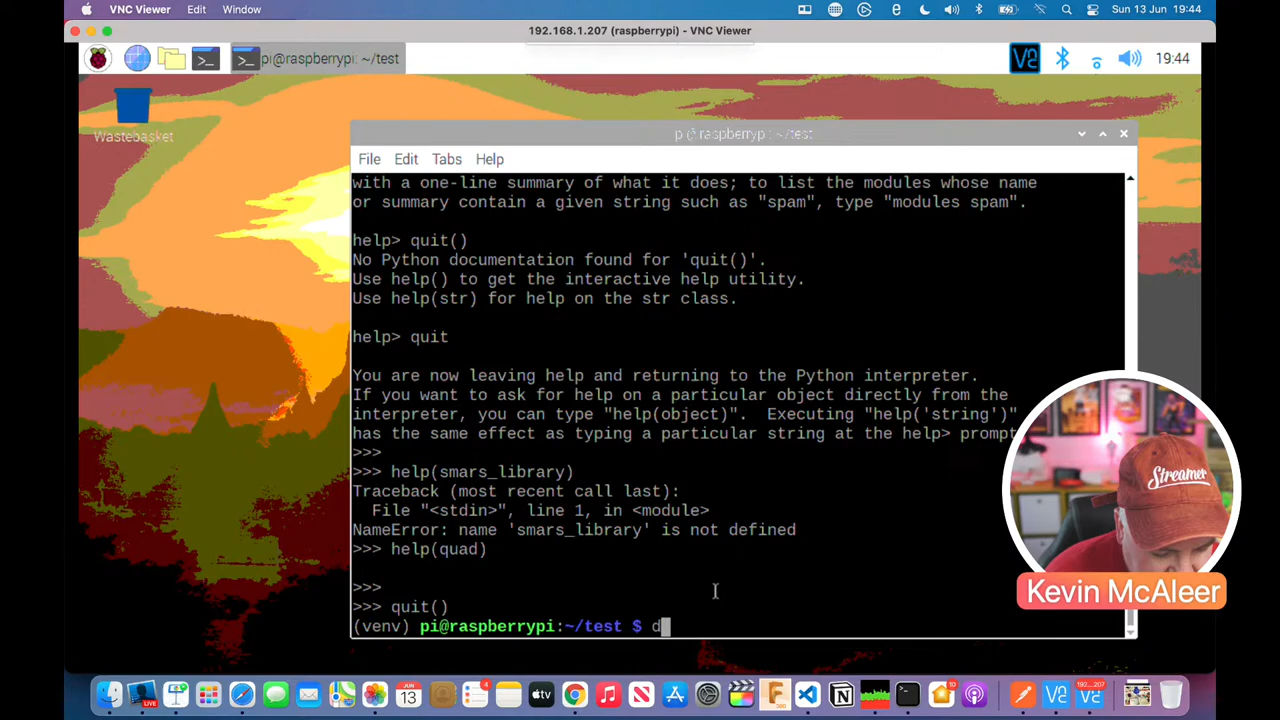 VNC Viewer Edit Window Sun 13 Jun 19:44
192.168.1.207 (raspberrypi) - VNC Viewer
pi@raspberrypi: ~/test 19:44
Wastebasket
pi@raspberrypi: ~/test
File Edit Tabs Help
with a one-line summary of what it does; to list the modules whose name
or summary contain a given string such as "spam", type "modules spam".
help> quit()
No Python documentation found for 'quit()'.
Use help() to get the interactive help utility.
Use help(str) for help on the str class.
help> quit
You are now leaving help and returning to the Python interpreter.
If you want to ask for help on a particular object directly from the
interpreter, you can type "help(object)".  Executing "help('string')"
has the same effect as typing a particular string at the help> prompt
>>>
>>> help(smars_library)
Traceback (most recent call last):
  File "<stdin>", line 1, in <module>
NameError: name 'smars_library' is not defined
>>> help(quad)
>>>
>>> quit()
(venv) pi@raspberrypi:~/test $ d
Streamer
Kevin McAleer